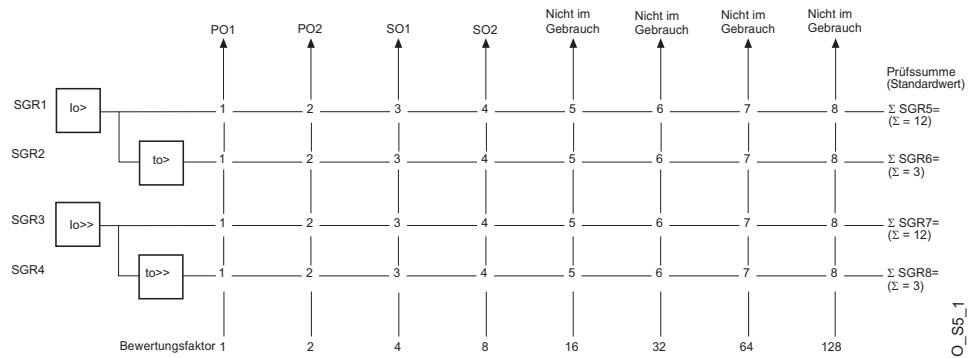 PO1 PO2 SO1 SO2 Nicht im Gebrauch Nicht im Gebrauch Nicht im Gebrauch Nicht im Gebrauch
Prüfssumme
(Standardwert)
SGR1 Io> 1 2 3 4 5 6 7 8 Σ SGR5=
(Σ = 12)
SGR2 to> 1 2 3 4 5 6 7 8 Σ SGR6=
(Σ = 3)
SGR3 Io>> 1 2 3 4 5 6 7 8 Σ SGR7=
(Σ = 12)
SGR4 to>> 1 2 3 4 5 6 7 8 Σ SGR8=
(Σ = 3)
Bewertungsfaktor 1 2 4 8 16 32 64 128
O_S5_1